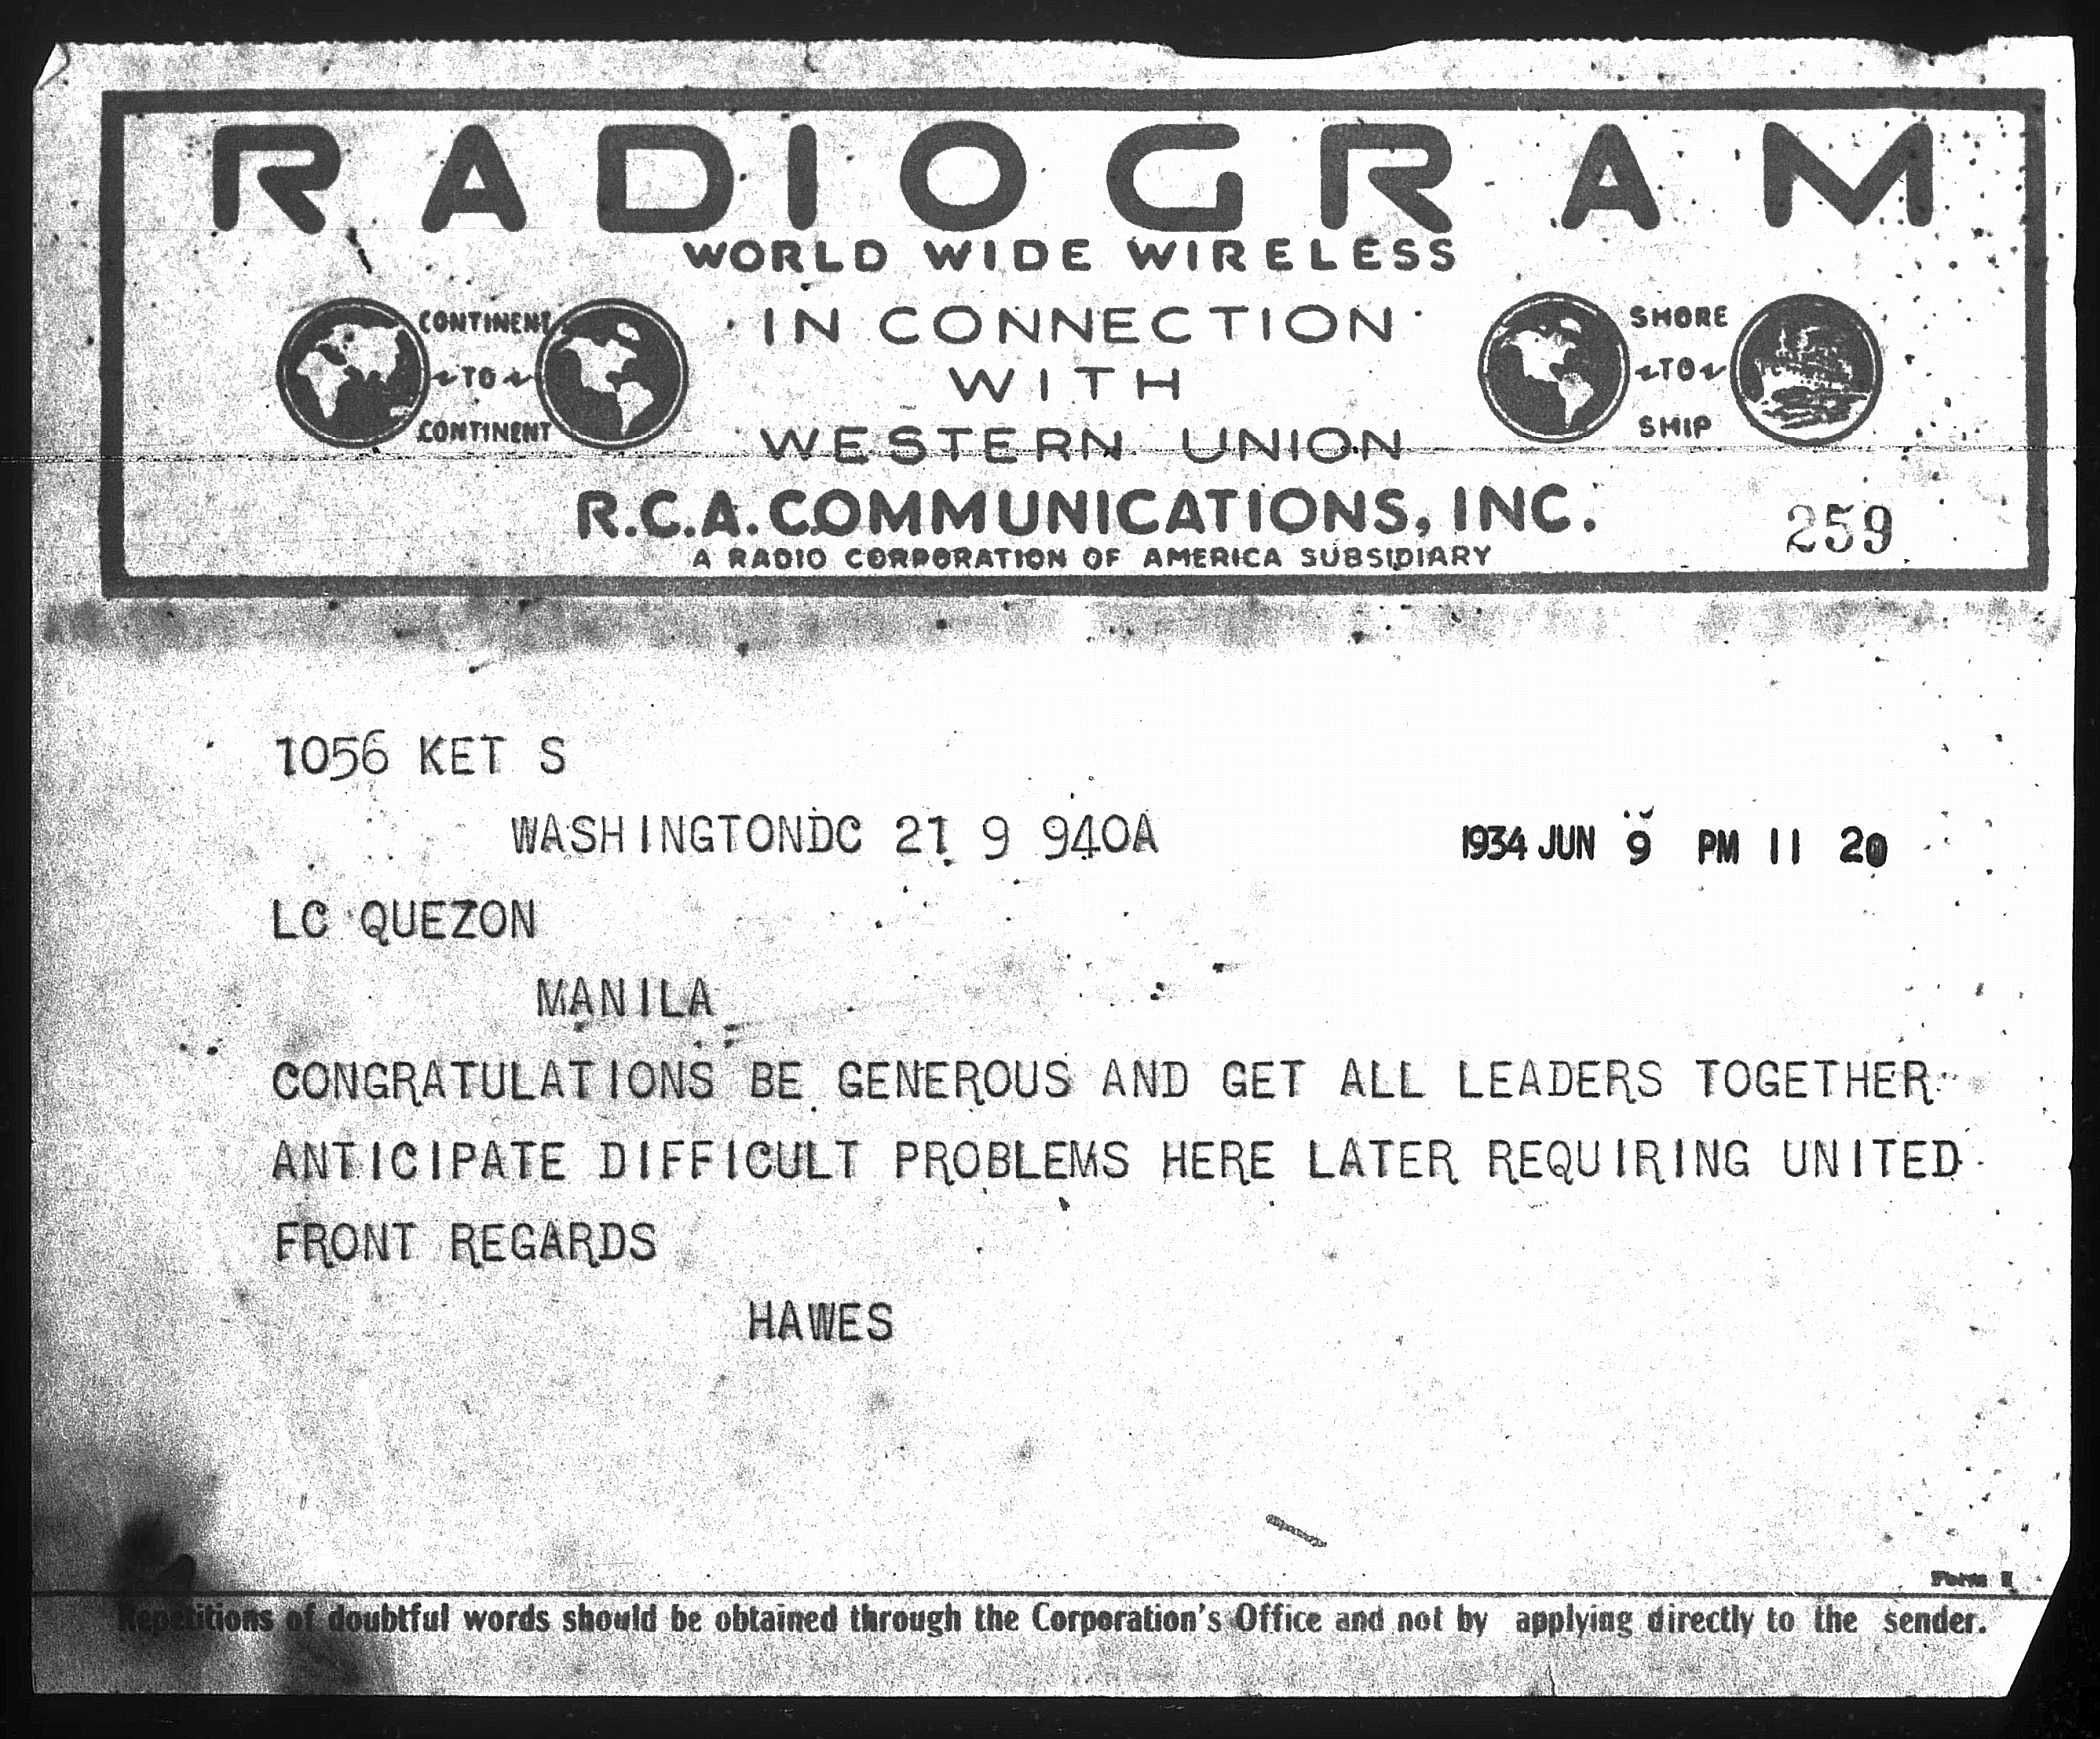 RADIOGRAM
WORLD WIDE WIRELESS
CONTINENT
~TO~
CONTINENT
IN CONNECTION
WITH
WESTERN UNION
SHORE
~TO~
SHIP
R.C.A. COMMUNICATIONS, INC.
259
A RADIO CORPORATION OF AMERICA SUBSIDIARY
1056 KET S
WASHINGTONDC 21 9 940A
1934 JUN 9 PM 11 20
LC QUEZON
MANILA
CONGRATULATIONS BE GENEROUS AND GET ALL LEADERS TOGETHER
ANTICIPATE DIFFICULT PROBLEMS HERE LATER REQUIRING UNITED
FRONT REGARDS
HAWES
Form
Repetitions of doubtful words should be obtained through the Corporation's Office and not by applying directly to the sender.